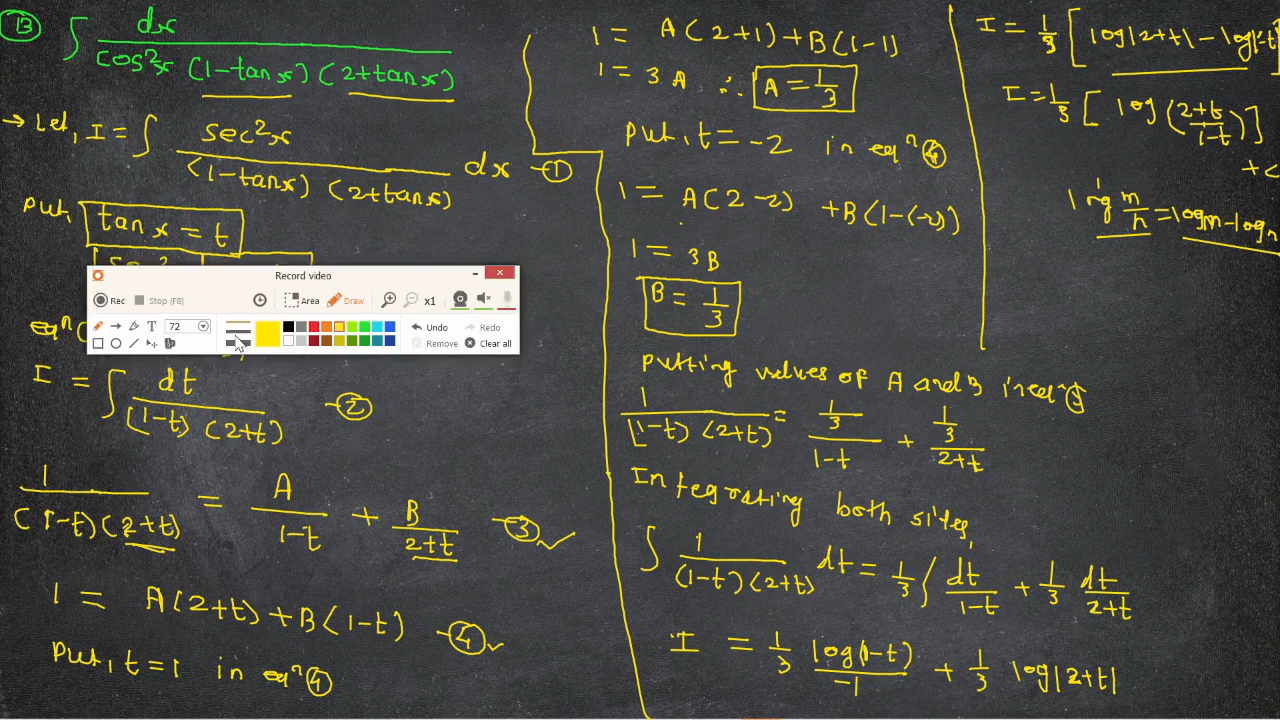 13 ∫ dx / cos²x (1-tanx) (2+tanx)
→ Let, I = ∫ sec²x / (1-tanx) (2+tanx) dx -①
Put, tan x = t
Record video
Rec Stop (F8) Area Draw x1
T 72 Undo Redo
Remove Clear all
eqⁿ
I = ∫ dt / (1-t) (2+t) -②
1 / (1-t)(2+t) = A / 1-t + B / 2+t -③
1 = A(2+t) + B(1-t) -④
Put, t = 1 in eqⁿ ④
1 = A(2+1) + B(1-1)
1 = 3A ∴ A = 1/3
Put, t = -2 in eqⁿ ④
1 = A(2-2) + B(1-(-2))
1 = 3B
B = 1/3
Putting values of A and B in eqⁿ ③
1 / (1-t) (2+t) = 1/3 / 1-t + 1/3 / 2+t
Integrating both sides,
∫ 1 / (1-t) (2+t) dt = 1/3 ∫ dt / 1-t + 1/3 dt / 2+t
I = 1/3 log|1-t| / -1 + 1/3 log|2+t|
I = 1/3 [ log|2+t| - log|1-t|
I = 1/3 [ log (2+t / 1-t) ] + c
log m/n = log m - log n